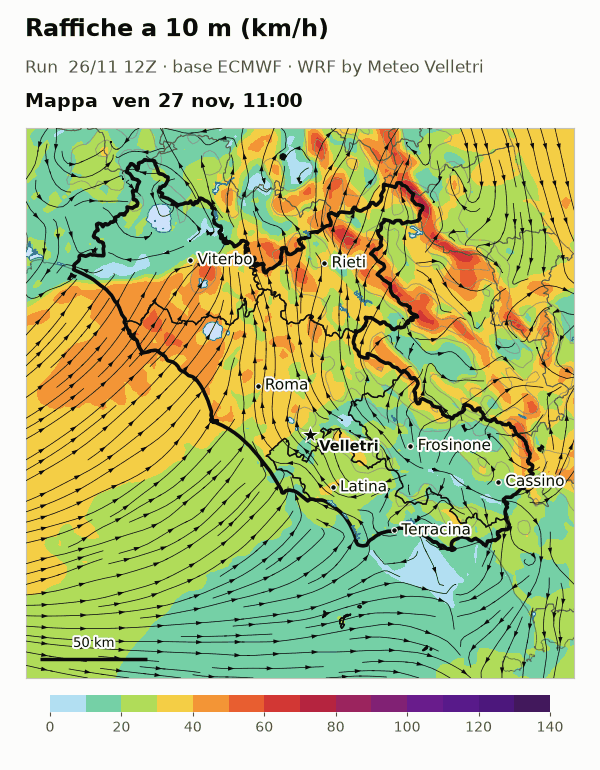 Raffiche a 10 m (km/h)
Run 26/11 12Z · base ECMWF · WRF by Meteo Velletri
Mappa ven 27 nov, 11:00
Viterbo
Rieti
Roma
Velletri
Frosinone
Latina
Cassino
Terracina
50 km
0 20 40 60 80 100 120 140